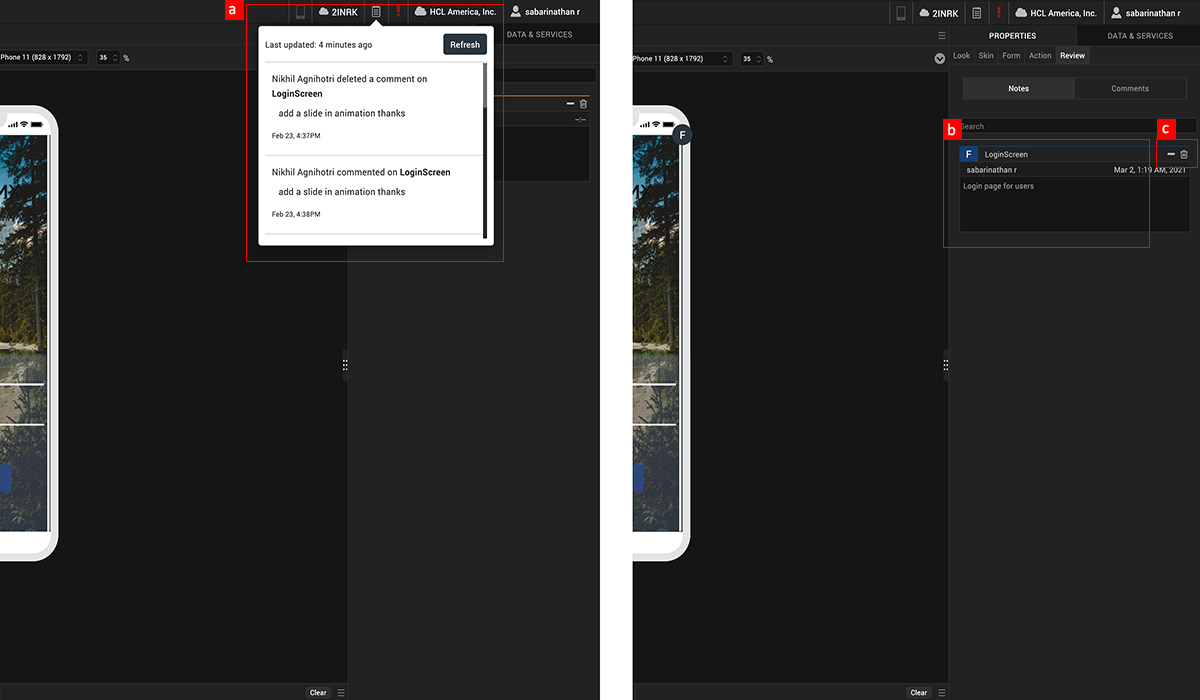 a
2INRK
HCL America, Inc.
sabarinathan r
DATA & SERVICES
Phone 11 (828 x 1792)
35
%
Last updated: 4 minutes ago
Refresh
Nikhil Agnihotri deleted a comment on
LoginScreen
add a slide in animation thanks
Feb 23, 4:37PM
Nikhil Agnihotri commented on LoginScreen
add a slide in animation thanks
Feb 23, 4:38PM
--:--
Clear
2INRK
HCL America, Inc.
sabarinathan r
PROPERTIES
DATA & SERVICES
Phone 11 (828 x 1792)
35
%
Look
Skin
Form
Action
Review
Notes
Comments
b
Search
c
F
F
LoginScreen
sabarinathan r
Mar 2, 1:19 AM, 2021
Login page for users
Clear